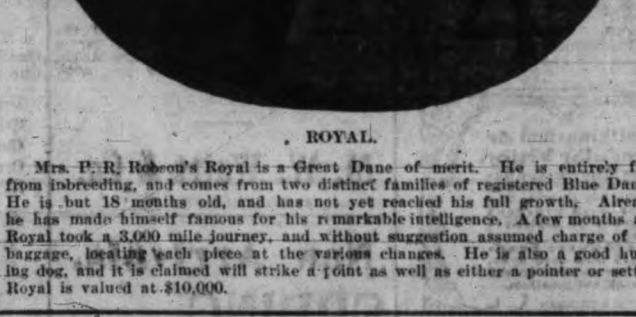 ROYAL.
Mrs. P. R. Robson's Royal is a Great Dane of merit. He is entirely f
from inbreeding, and comes from two distinct families of registered Blue Dan
He is but 18 months old, and has not yet reached his full growth. Alrea
he has made himself famous for his remarkable intelligence. A few months a
Royal took a 3,000 mile journey, and without suggestion assumed charge of
baggage, locating each piece at the various changes. He is also a good hu
ing dog, and it is claimed will strike a point as well as either a pointer or sett
Royal is valued at $10,000.